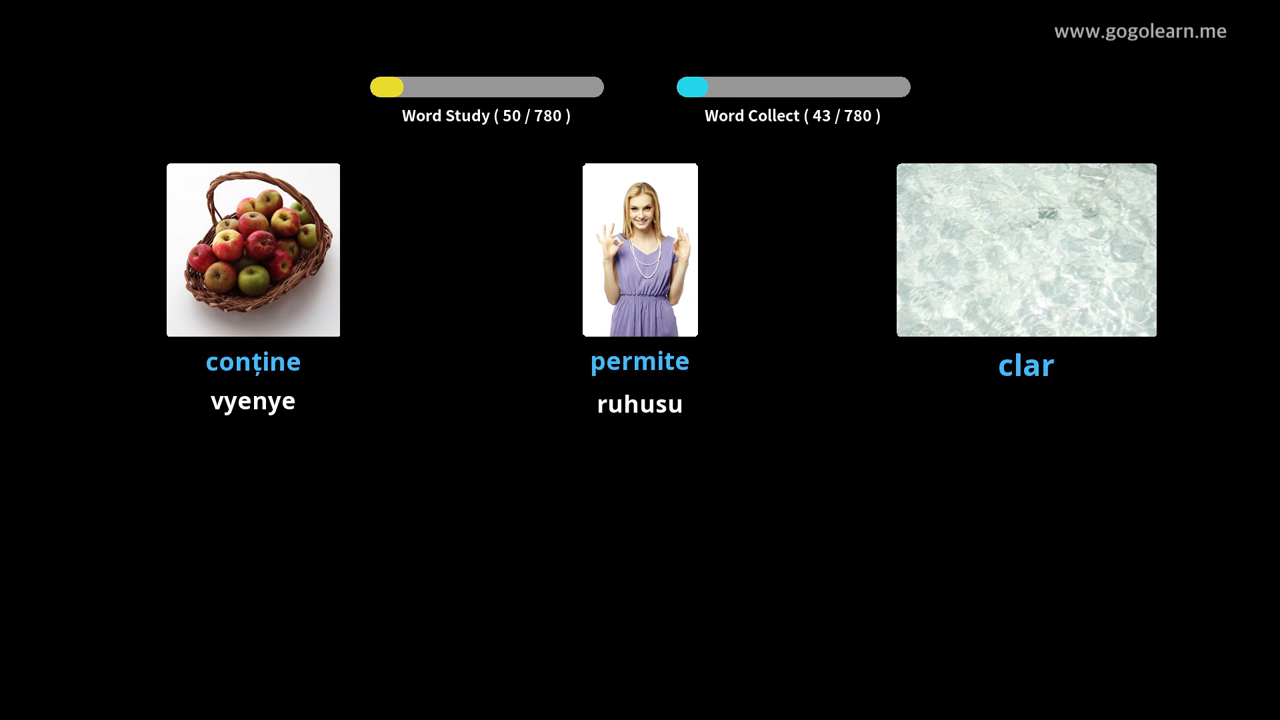 www.gogolearn.me
Word Study ( 50 / 780 )
Word Collect ( 43 / 780 )
conține
permite
clar
vyenye
ruhusu